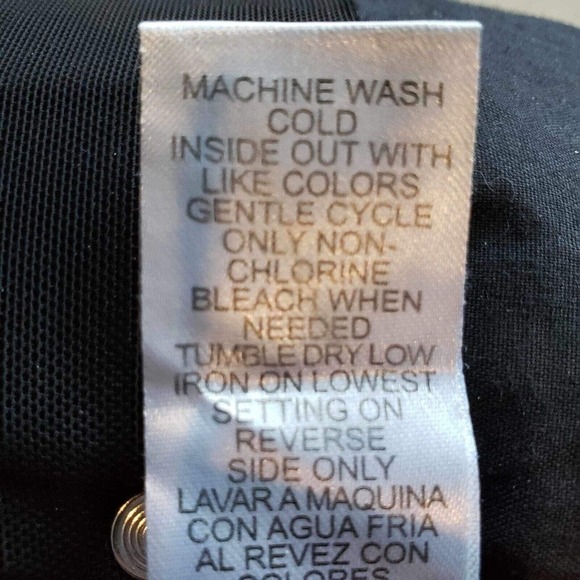 MACHINE WASH
COLD
INSIDE OUT WITH
LIKE COLORS
GENTLE CYCLE
ONLY NON-
CHLORINE
BLEACH WHEN
NEEDED
TUMBLE DRY LOW
IRON ON LOWEST
SETTING ON
REVERSE
SIDE ONLY
LAVAR A MAQUINA
CON AGUA FRIA
AL REVEZ CON
COLORES